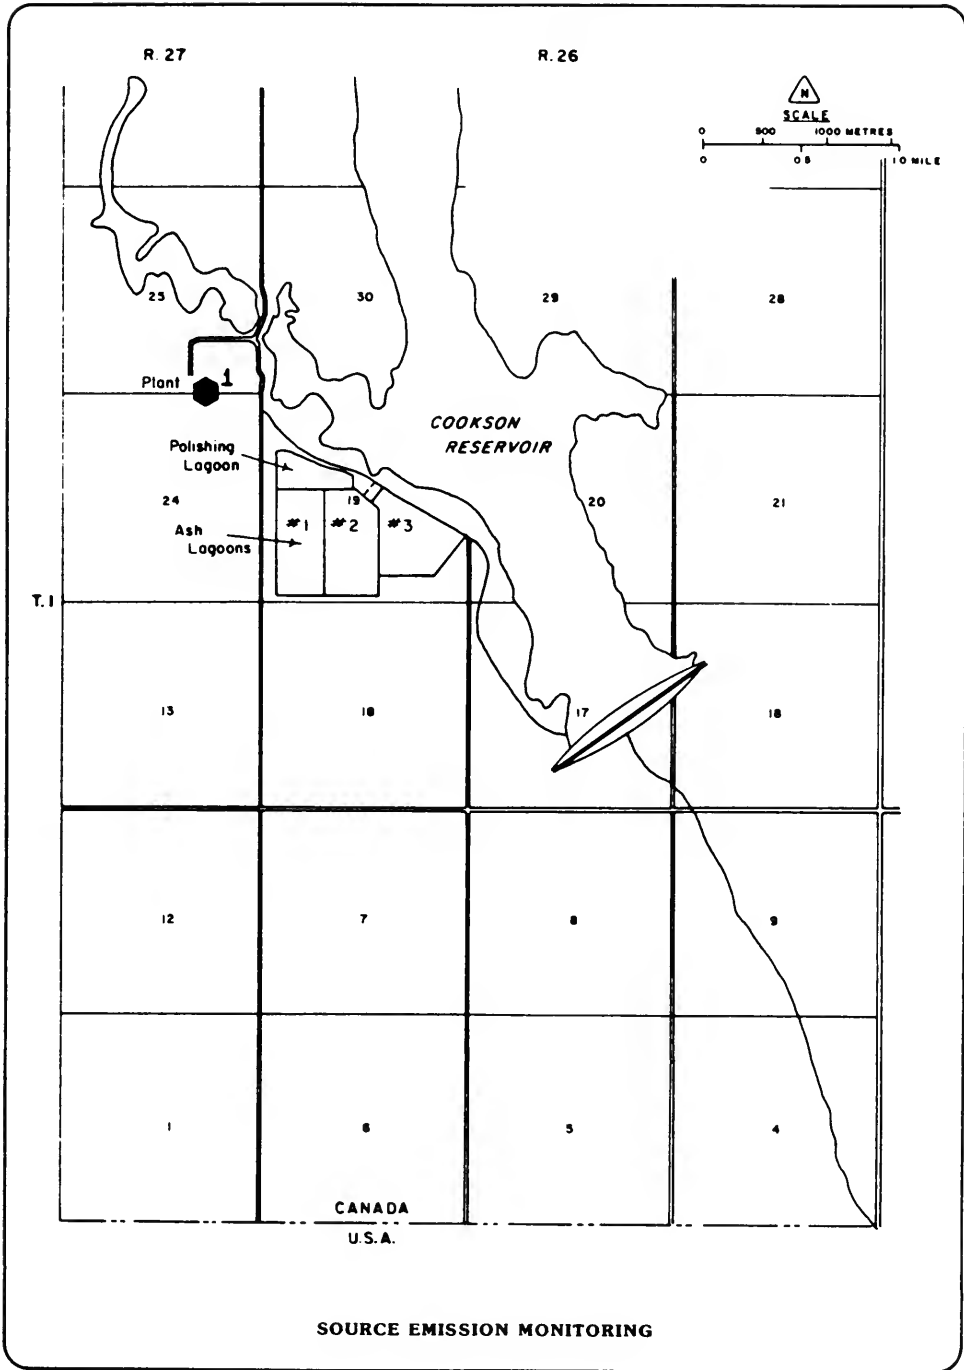 R. 27
R. 26
N
SCALE
0 500 1000 METRES
0 0.5 1.0 MILE
25
30
29
28
Plant
1
COOKSON
RESERVOIR
Polishing
Lagoon
24
19
20
21
#1
#2
#3
Ash
Lagoons
T. 1
13
18
17
16
12
7
8
9
1
6
5
4
CANADA
U.S.A.
SOURCE EMISSION MONITORING